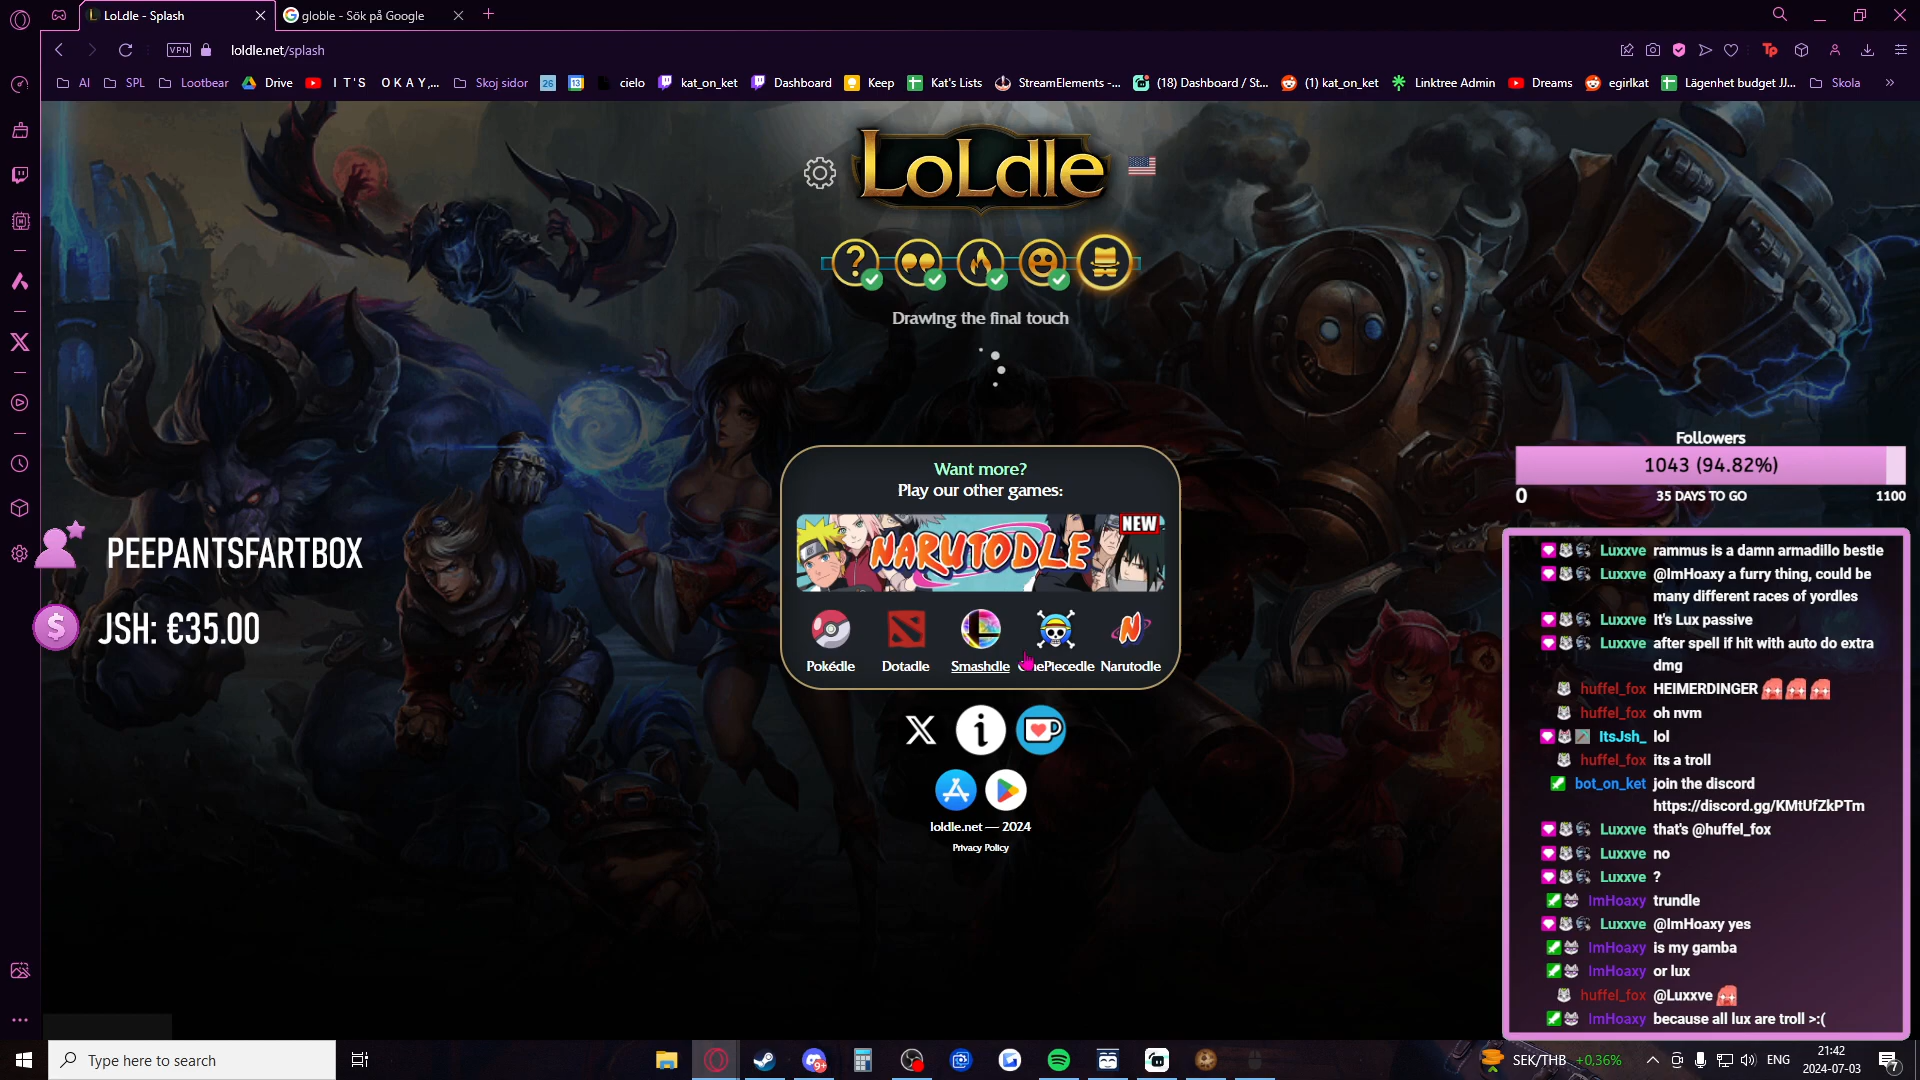 LoLdle - Splash
globle - Sök på Google
VPN
loldle.net/splash
AI
SPL
Lootbear
Drive
I T ' S O K A Y ,...
Skoj sidor
26
13
cielo
kat_on_ket
Dashboard
Keep
Kat's Lists
StreamElements -...
(18) Dashboard / St...
(1) kat_on_ket
Linktree Admin
Dreams
egirlkat
Lägenhet budget JJ...
Skola
LoLdle
Drawing the final touch
Want more?
Play our other games:
NEW
NARUTODLE
Pokédle
Dotadle
Smashdle
Narutodle
loldle.net — 2024
Privacy Policy
PEEPANTSFARTBOX
JSH: €35.00
Followers
1043 (94.82%)
0
35 DAYS TO GO
1100
Luxxve rammus is a damn armadillo bestie
Luxxve @ImHoaxy a furry thing, could be
many different races of yordles
Luxxve It's Lux passive
Luxxve after spell if hit with auto do extra
dmg
huffel_fox HEIMERDINGER
huffel_fox oh nvm
ItsJsh_ lol
huffel_fox its a troll
bot_on_ket join the discord
https://discord.gg/KMtUfZkPTm
Luxxve that's @huffel_fox
Luxxve no
Luxxve ?
ImHoaxy trundle
Luxxve @ImHoaxy yes
ImHoaxy is my gamba
ImHoaxy or lux
huffel_fox @Luxxve
ImHoaxy because all lux are troll >:(
Type here to search
9+
SEK/THB +0,36%
ENG
21:42
2024-07-03
7